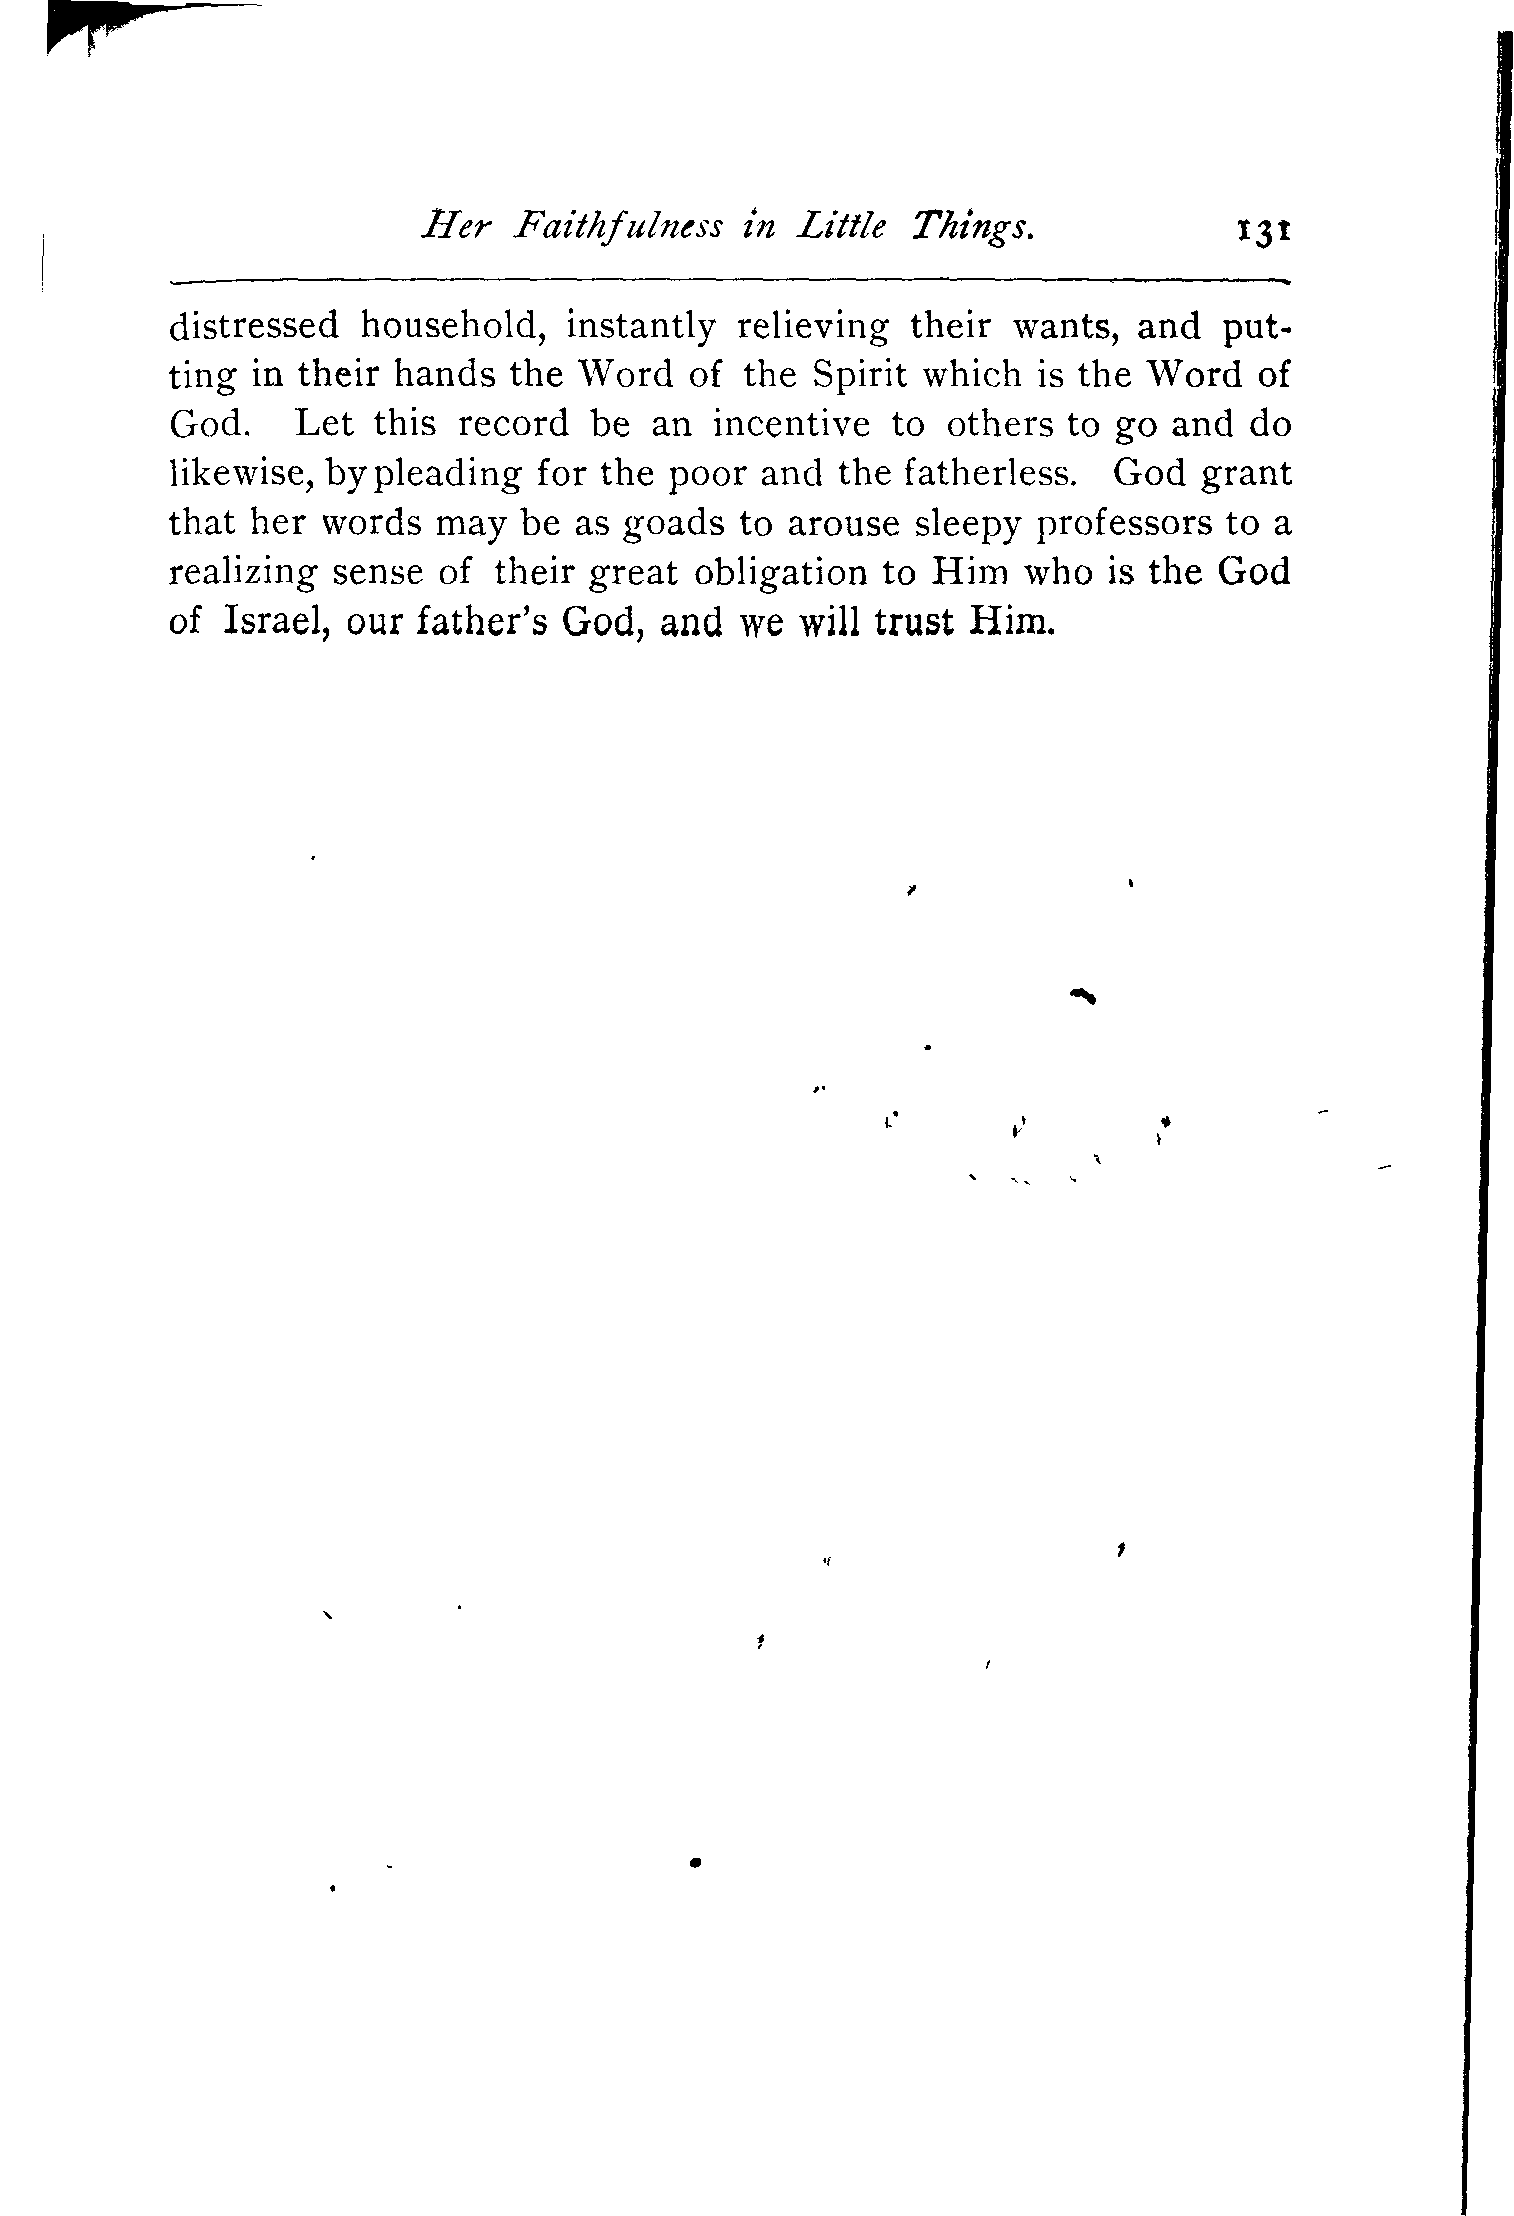 Her Faithfulness in Little Things. 131
distressed household, instantly relieving their wants, and put-
ting in their hands the Word of the Spirit which is the Word of
God. Let this record be an incentive to others to go and do
likewise, by pleading for the poor and the fatherless. God grant
that her words may be as goads to arouse sleepy professors to a
realizing sense of their great obligation to Him who is the God
of Israel, our father's God, and we will trust Him.